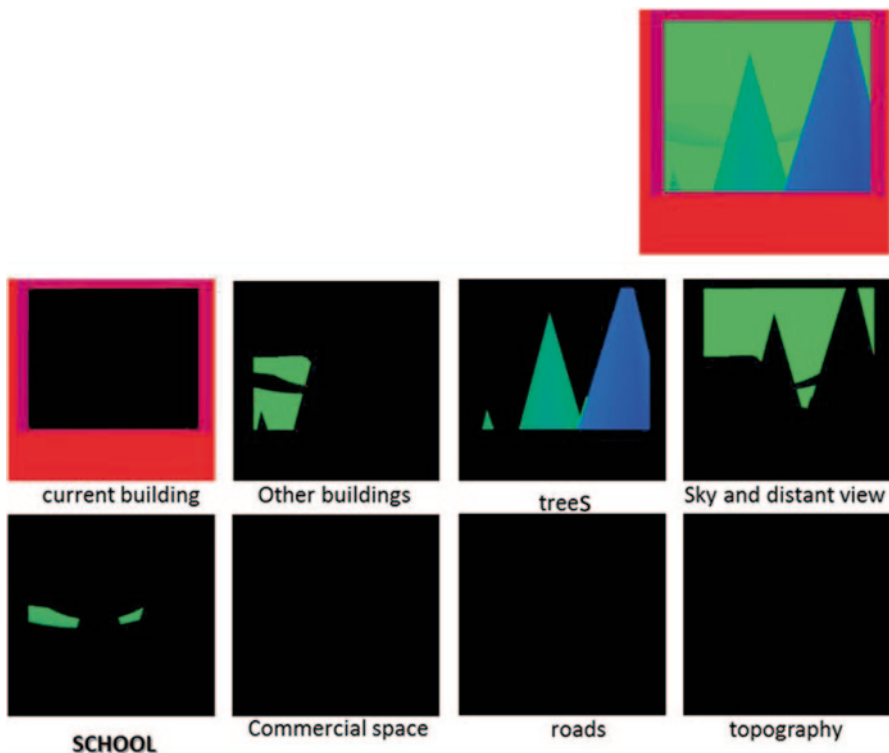 current building
Other buildings
treeS
Sky and distant view
SCHOOL
Commercial space
roads
topography